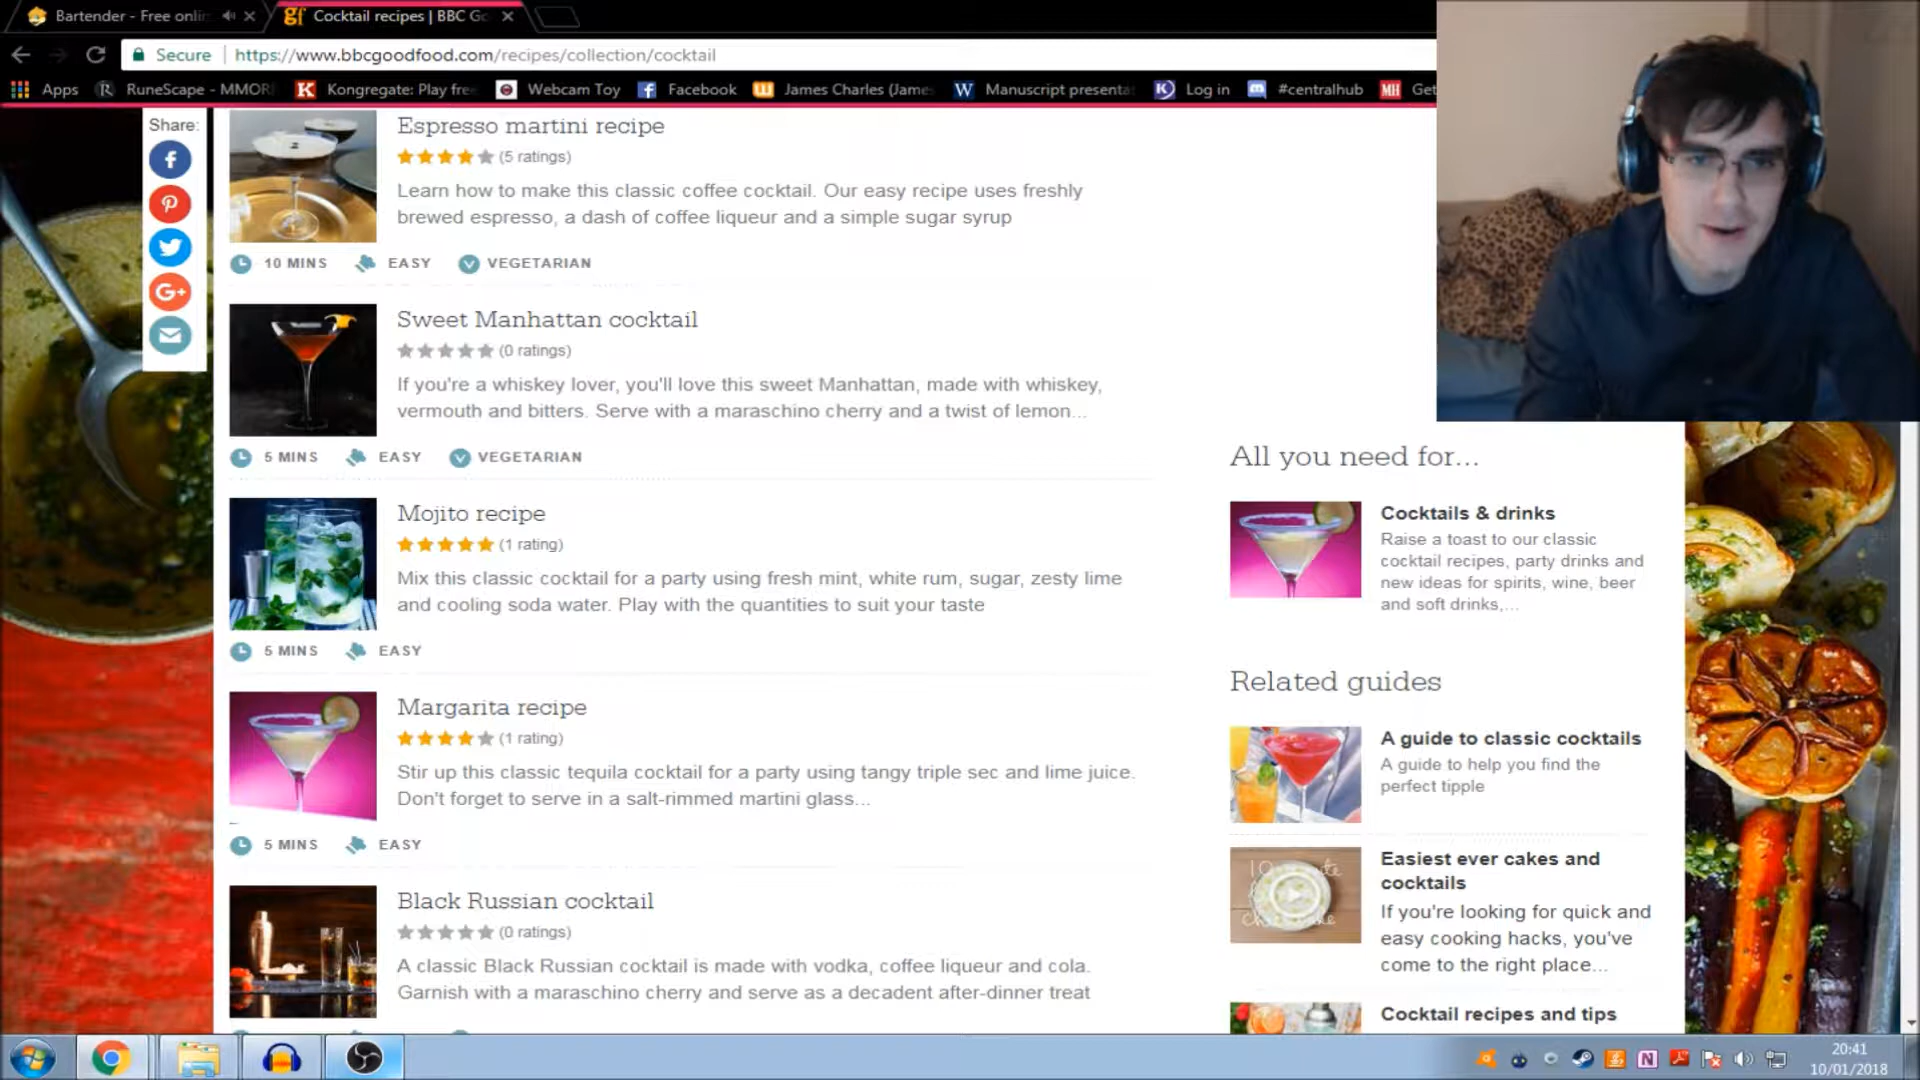 Bartender - Free onlin
Cocktail recipes | BBC Go
Secure https://www.bbcgoodfood.com/recipes/collection/cocktail
Apps RuneScape - MMOR Kongregate: Play free Webcam Toy Facebook James Charles (James W Manuscript presenta Log in #centralhub MH Get
Share:
Espresso martini recipe
(5 ratings)
Learn how to make this classic coffee cocktail. Our easy recipe uses freshly
brewed espresso, a dash of coffee liqueur and a simple sugar syrup
10 MINS EASY VEGETARIAN
Sweet Manhattan cocktail
(0 ratings)
If you're a whiskey lover, you'll love this sweet Manhattan, made with whiskey,
vermouth and bitters. Serve with a maraschino cherry and a twist of lemon...
5 MINS EASY VEGETARIAN
Mojito recipe
(1 rating)
Mix this classic cocktail for a party using fresh mint, white rum, sugar, zesty lime
and cooling soda water. Play with the quantities to suit your taste
5 MINS EASY
Margarita recipe
(1 rating)
Stir up this classic tequila cocktail for a party using tangy triple sec and lime juice.
Don't forget to serve in a salt-rimmed martini glass...
5 MINS EASY
Black Russian cocktail
(0 ratings)
A classic Black Russian cocktail is made with vodka, coffee liqueur and cola.
Garnish with a maraschino cherry and serve as a decadent after-dinner treat
All you need for...
Cocktails & drinks
Raise a toast to our classic
cocktail recipes, party drinks and
new ideas for spirits, wine, beer
and soft drinks,...
Related guides
A guide to classic cocktails
A guide to help you find the
perfect tipple
Easiest ever cakes and
cocktails
If you're looking for quick and
easy cooking hacks, you've
come to the right place...
Cocktail recipes and tips
20:41
10/01/2018